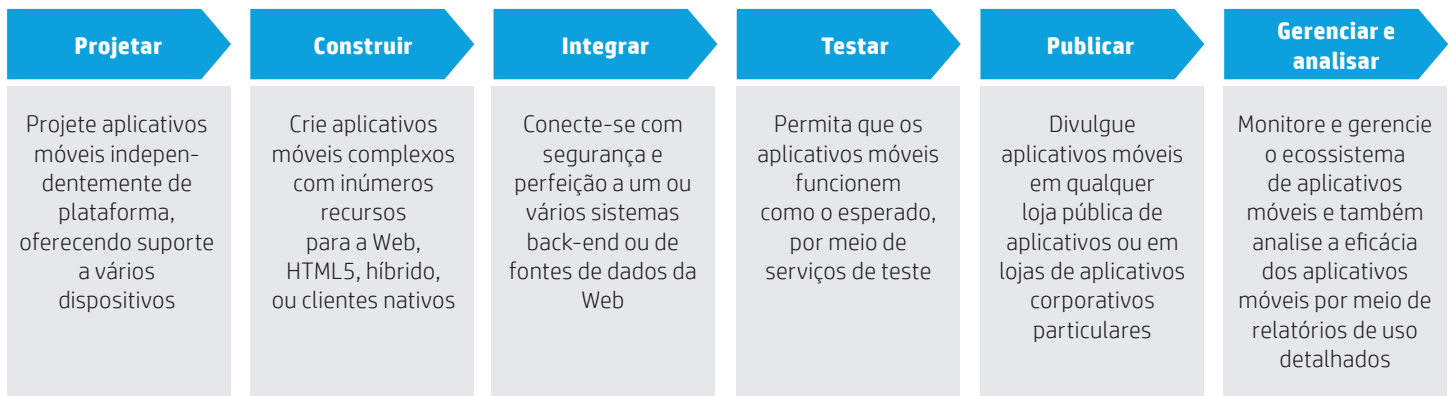 Projetar
Projete aplicativos
móveis indepen-
dentemente de
plataforma,
oferecendo suporte
a vários
dispositivos
Construir
Crie aplicativos
móveis complexos
com inúmeros
recursos
para a Web,
HTML5, híbrido,
ou clientes nativos
Integrar
Conecte-se com
segurança e
perfeição a um ou
vários sistemas
back-end ou de
fontes de dados da
Web
Testar
Permita que os
aplicativos móveis
funcionem
como o esperado,
por meio de
serviços de teste
Publicar
Divulgue
aplicativos móveis
em qualquer
loja pública de
aplicativos ou em
lojas de aplicativos
corporativos
particulares
Gerenciar e
analisar
Monitore e gerencie
o ecossistema
de aplicativos
móveis e também
analise a eficácia
dos aplicativos
móveis por meio de
relatórios de uso
detalhados